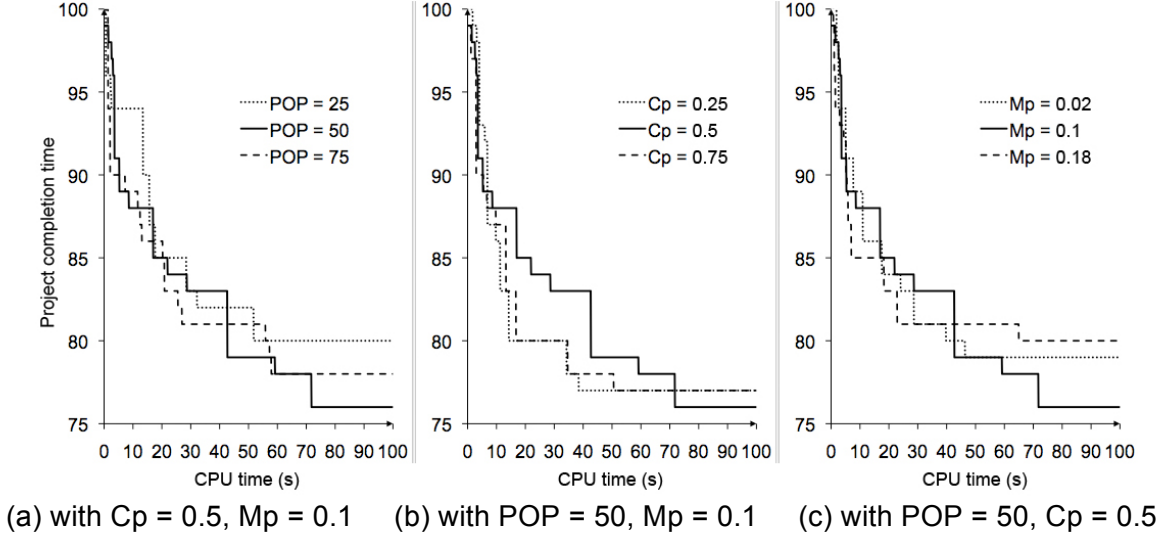 100
95
90
85
80
75
Project completion time
POP = 25
POP = 50
POP = 75
0 10 20 30 40 50 60 70 80 90 100
CPU time (s)
100
95
90
85
80
75
Cp = 0.25
Cp = 0.5
Cp = 0.75
0 10 20 30 40 50 60 70 80 90 100
CPU time (s)
100
95
90
85
80
75
Mp = 0.02
Mp = 0.1
Mp = 0.18
0 10 20 30 40 50 60 70 80 90 100
CPU time (s)
(a) with Cp = 0.5, Mp = 0.1
(b) with POP = 50, Mp = 0.1
(c) with POP = 50, Cp = 0.5